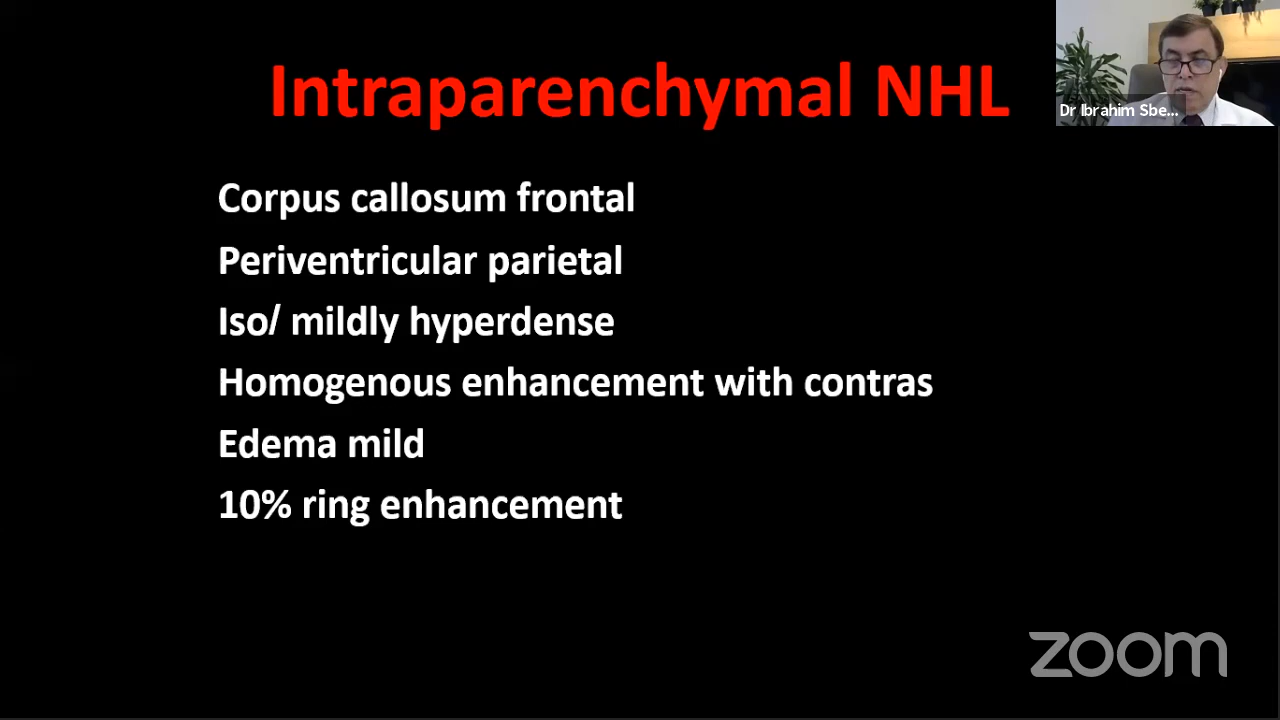 Intraparenchymal NHL
Dr Ibrahim Sbe...
Corpus callosum frontal
Periventricular parietal
Iso/ mildly hyperdense
Homogenous enhancement with contras
Edema mild
10% ring enhancement
zoom